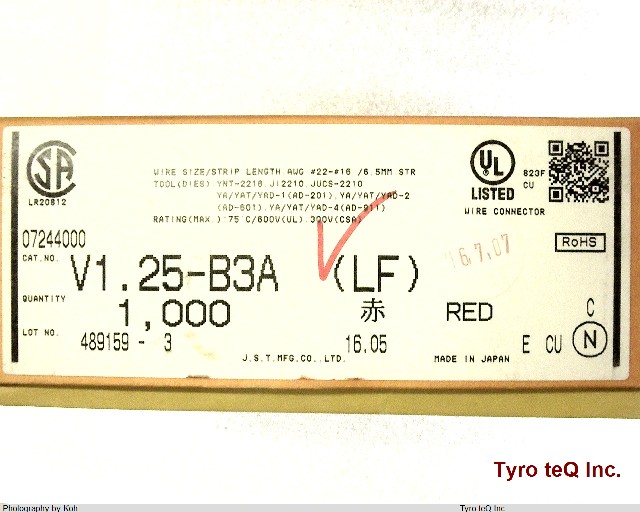 SA
LR20812
WIRE SIZE/STRIP LENGTH AWG #22-#16 /6.5MM STR
TOOL(DIES) YNT-2216,JI2210,JUCS-2210
YA/YAT/YAD-1(AD-201),YA/YAT/YAD-2
(AD-601),YA/YAT/YAD-4(AD-911)
RATING(MAX.) 75 C/600V(UL),300V(CSA)
UL
LISTED
WIRE CONNECTOR
823F
CU
RoHS
07244000
CAT.NO. V1.25-B3A (LF)
16.7.07
QUANTITY 1,000 赤 RED C
LOT NO. 489159 - 3 16.05 E CU N
J.S.T.MFG.CO.,LTD. MADE IN JAPAN
Tyro teQ Inc.
Photography by Koh Tyro teQ Inc.